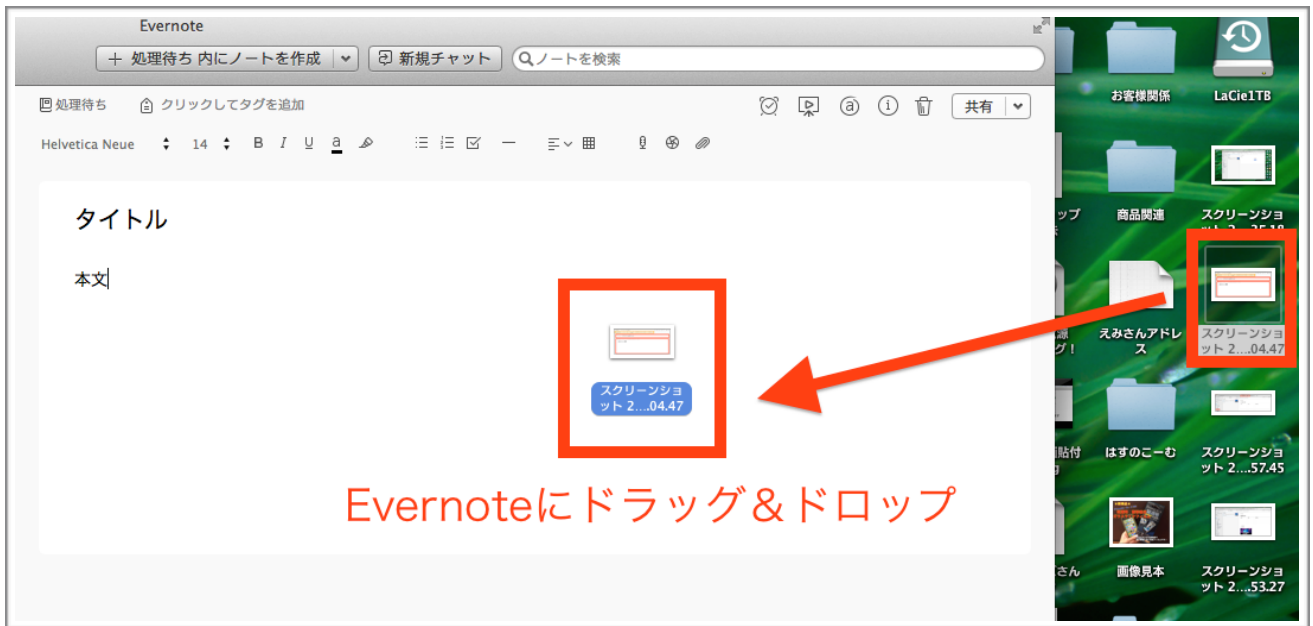 Evernote
+ 処理待ち 内にノートを作成
新規チャット
ノートを検索
処理待ち
クリックしてタグを追加
共有
Helvetica Neue
14
B I U a
タイトル
本文
スクリーンショ
ット 2....04.47
Evernoteにドラッグ＆ドロップ
お客様関係
LaCie1TB
ップ
商品関連
スクリーンショ
えみさんアドレ
ス
グ！
スクリーンショ
ット 2....04.47
貼付
はすのこーむ
スクリーンショ
ット 2....57.45
さん
画像見本
スクリーンショ
ット 2....53.27